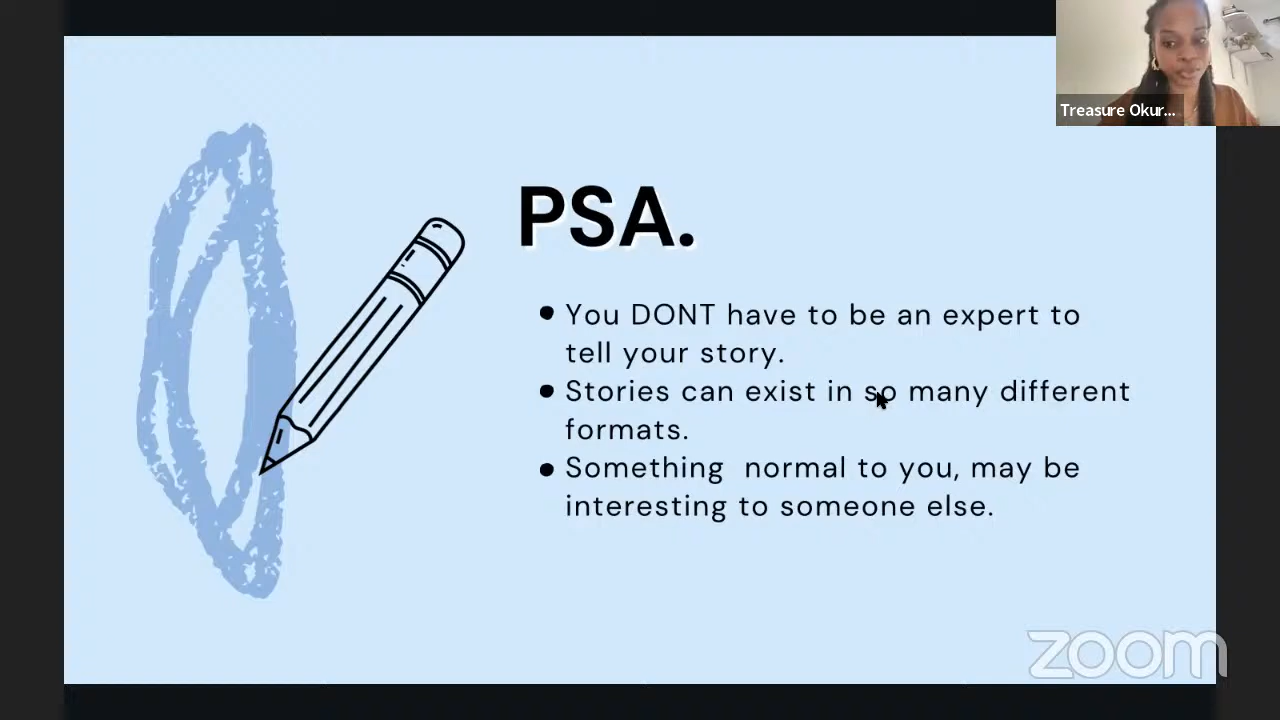 Treasure Okur...
PSA.
You DONT have to be an expert to
tell your story.
Stories can exist in so many different
formats.
Something  normal to you, may be
interesting to someone else.
zoom